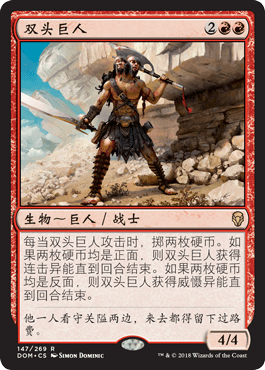 双头巨人 2
生物～巨人 / 战士
每当双头巨人攻击时，掷两枚硬币。如
果两枚硬币均是正面，则双头巨人获得
连击异能直到回合结束。如果两枚硬币
均是反面，则双头巨人获得威慑异能直
到回合结束。
他一人看守关隘两边，来去都得留下过路
费。
4/4
147/269 R
DOM • CS SIMON DOMINIC
™ & © 2018 Wizards of the Coast